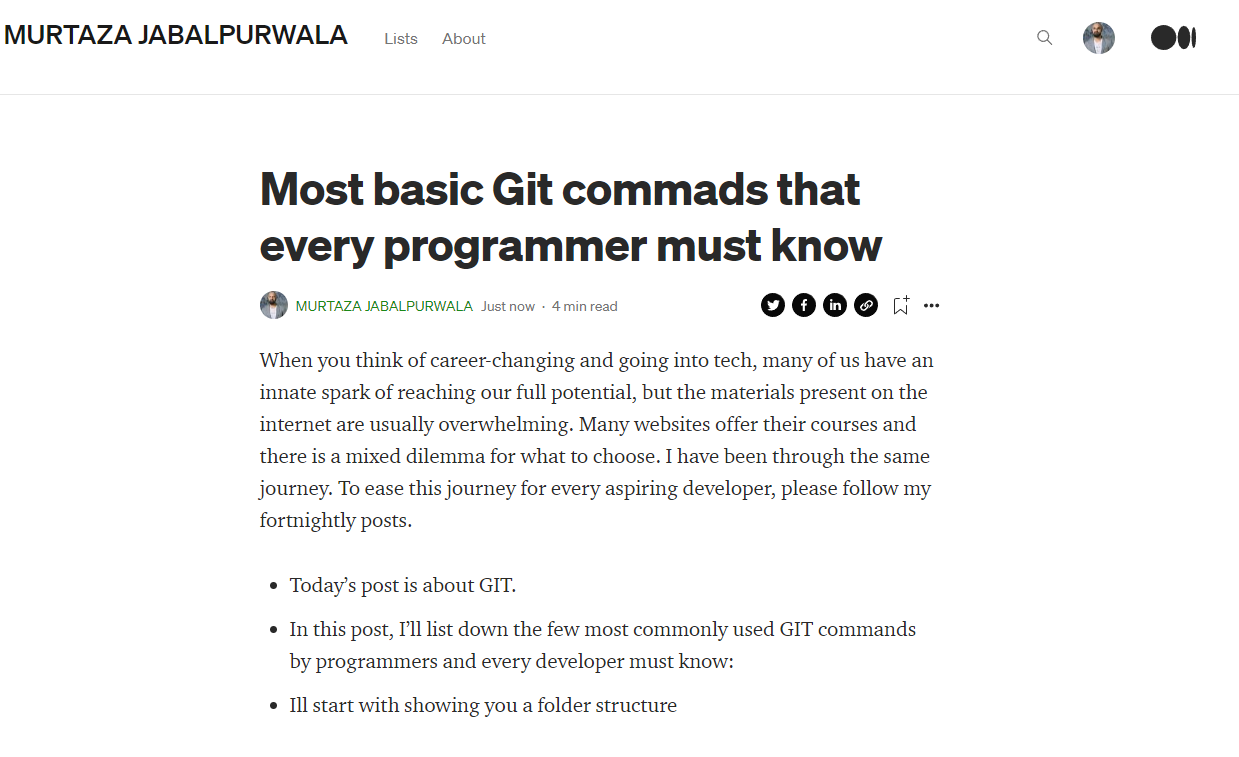 MURTAZA JABALPURWALA Lists About
Most basic Git commads that
every programmer must know
MURTAZA JABALPURWALA Just now · 4 min read
When you think of career-changing and going into tech, many of us have an
innate spark of reaching our full potential, but the materials present on the
internet are usually overwhelming. Many websites offer their courses and
there is a mixed dilemma for what to choose. I have been through the same
journey. To ease this journey for every aspiring developer, please follow my
fortnightly posts.
• Today’s post is about GIT.
• In this post, I’ll list down the few most commonly used GIT commands
by programmers and every developer must know:
• Ill start with showing you a folder structure